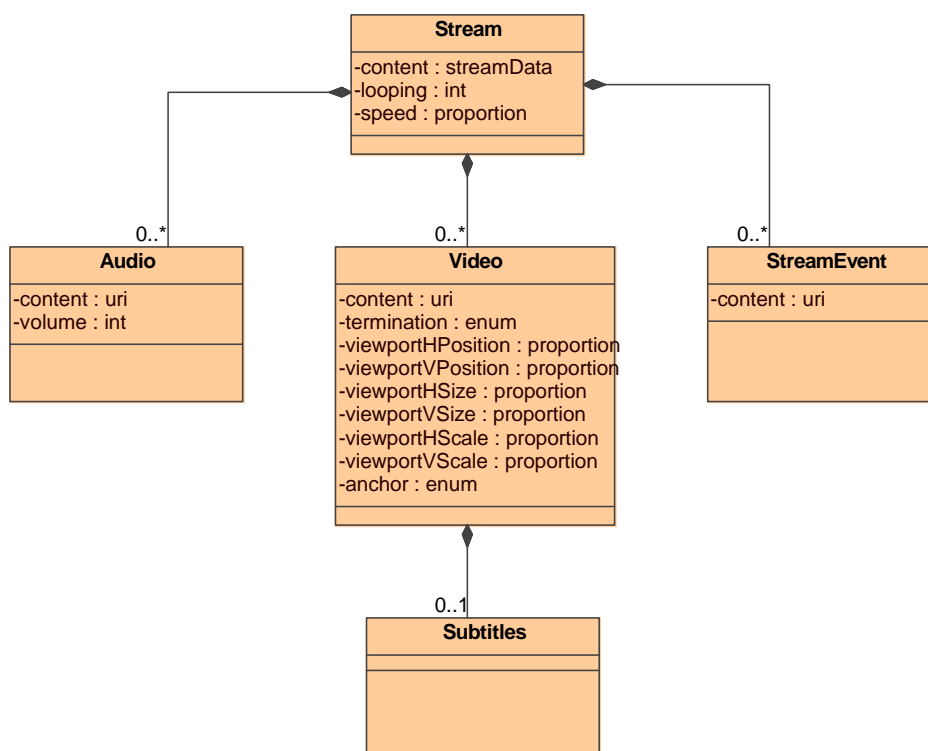 Stream
-content : streamData
-looping : int
-speed : proportion
0..*
0..*
0..*
Audio
-content : uri
-volume : int
Video
-content : uri
-termination : enum
-viewportHPosition : proportion
-viewportVPosition : proportion
-viewportHSize : proportion
-viewportVSize : proportion
-viewportHScale : proportion
-viewportVScale : proportion
-anchor : enum
StreamEvent
-content : uri
0..1
Subtitles